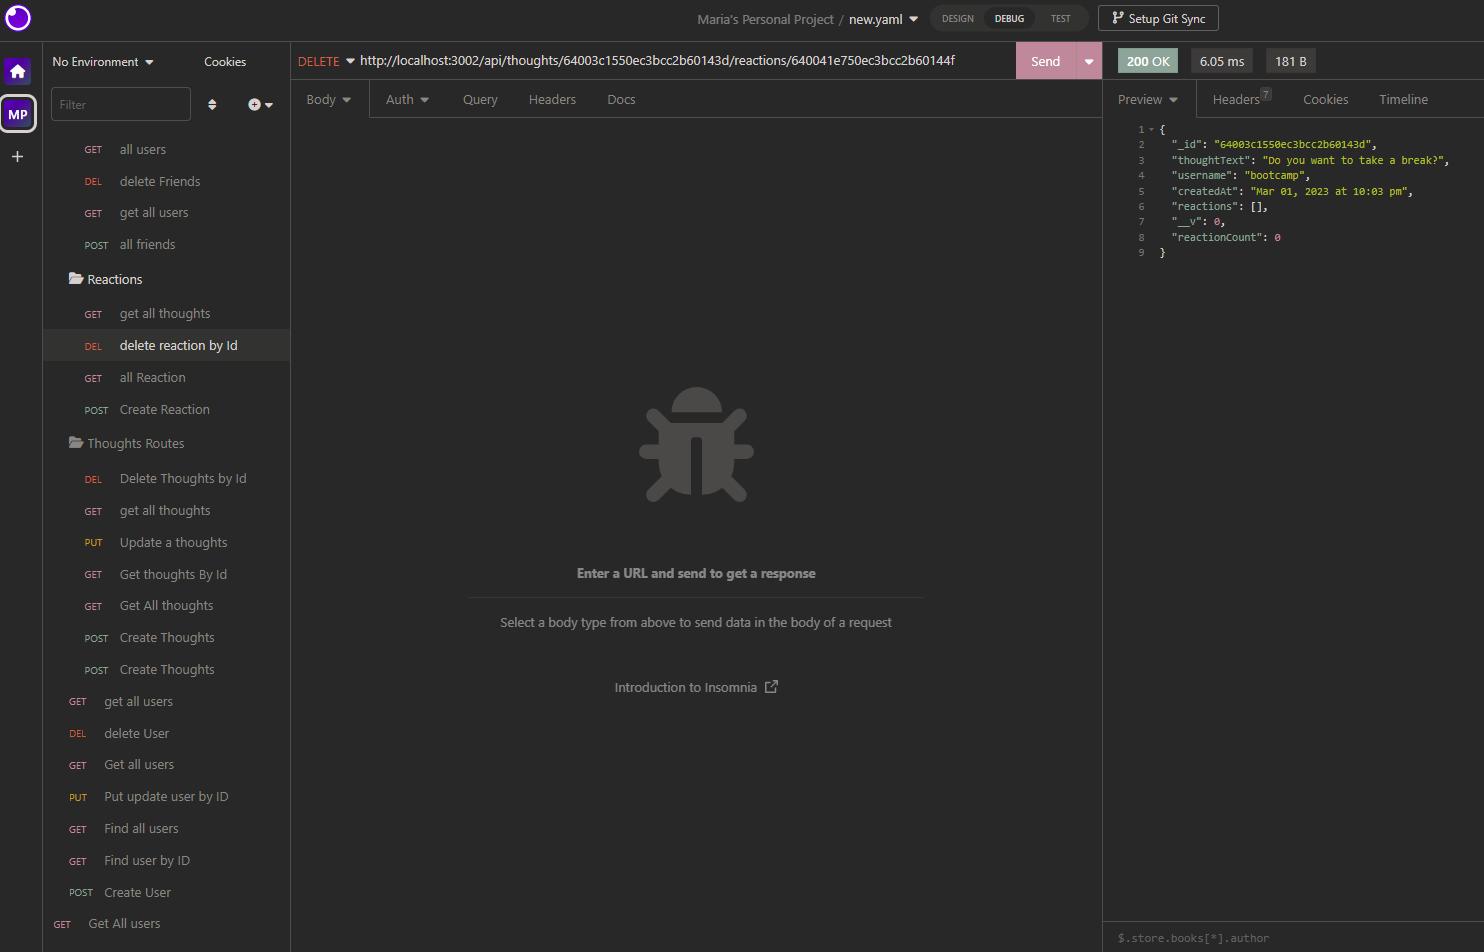 Maria's Personal Project / new.yaml
DESIGN DEBUG TEST
Setup Git Sync
MP
No Environment
Cookies
Filter
GET all users
DEL delete Friends
GET get all users
POST all friends
Reactions
GET get all thoughts
DEL delete reaction by Id
GET all Reaction
POST Create Reaction
Thoughts Routes
DEL Delete Thoughts by Id
GET get all thoughts
PUT Update a thoughts
GET Get thoughts By Id
GET Get All thoughts
POST Create Thoughts
POST Create Thoughts
GET get all users
DEL delete User
GET Get all users
PUT Put update user by ID
GET Find all users
GET Find user by ID
POST Create User
GET Get All users
DELETE http://localhost:3002/api/thoughts/64003c1550ec3bcc2b60143d/reactions/640041e750ec3bcc2b60144f
Send
Body Auth Query Headers Docs
Enter a URL and send to get a response
Select a body type from above to send data in the body of a request
Introduction to Insomnia
200 OK 6.05 ms 181 B
Preview Headers 7 Cookies Timeline
1 {
2 "_id": "64003c1550ec3bcc2b60143d",
3 "thoughtText": "Do you want to take a break?",
4 "username": "bootcamp",
5 "createdAt": "Mar 01, 2023 at 10:03 pm",
6 "reactions": [],
7 "__v": 0,
8 "reactionCount": 0
9 }
$.store.books[*].author